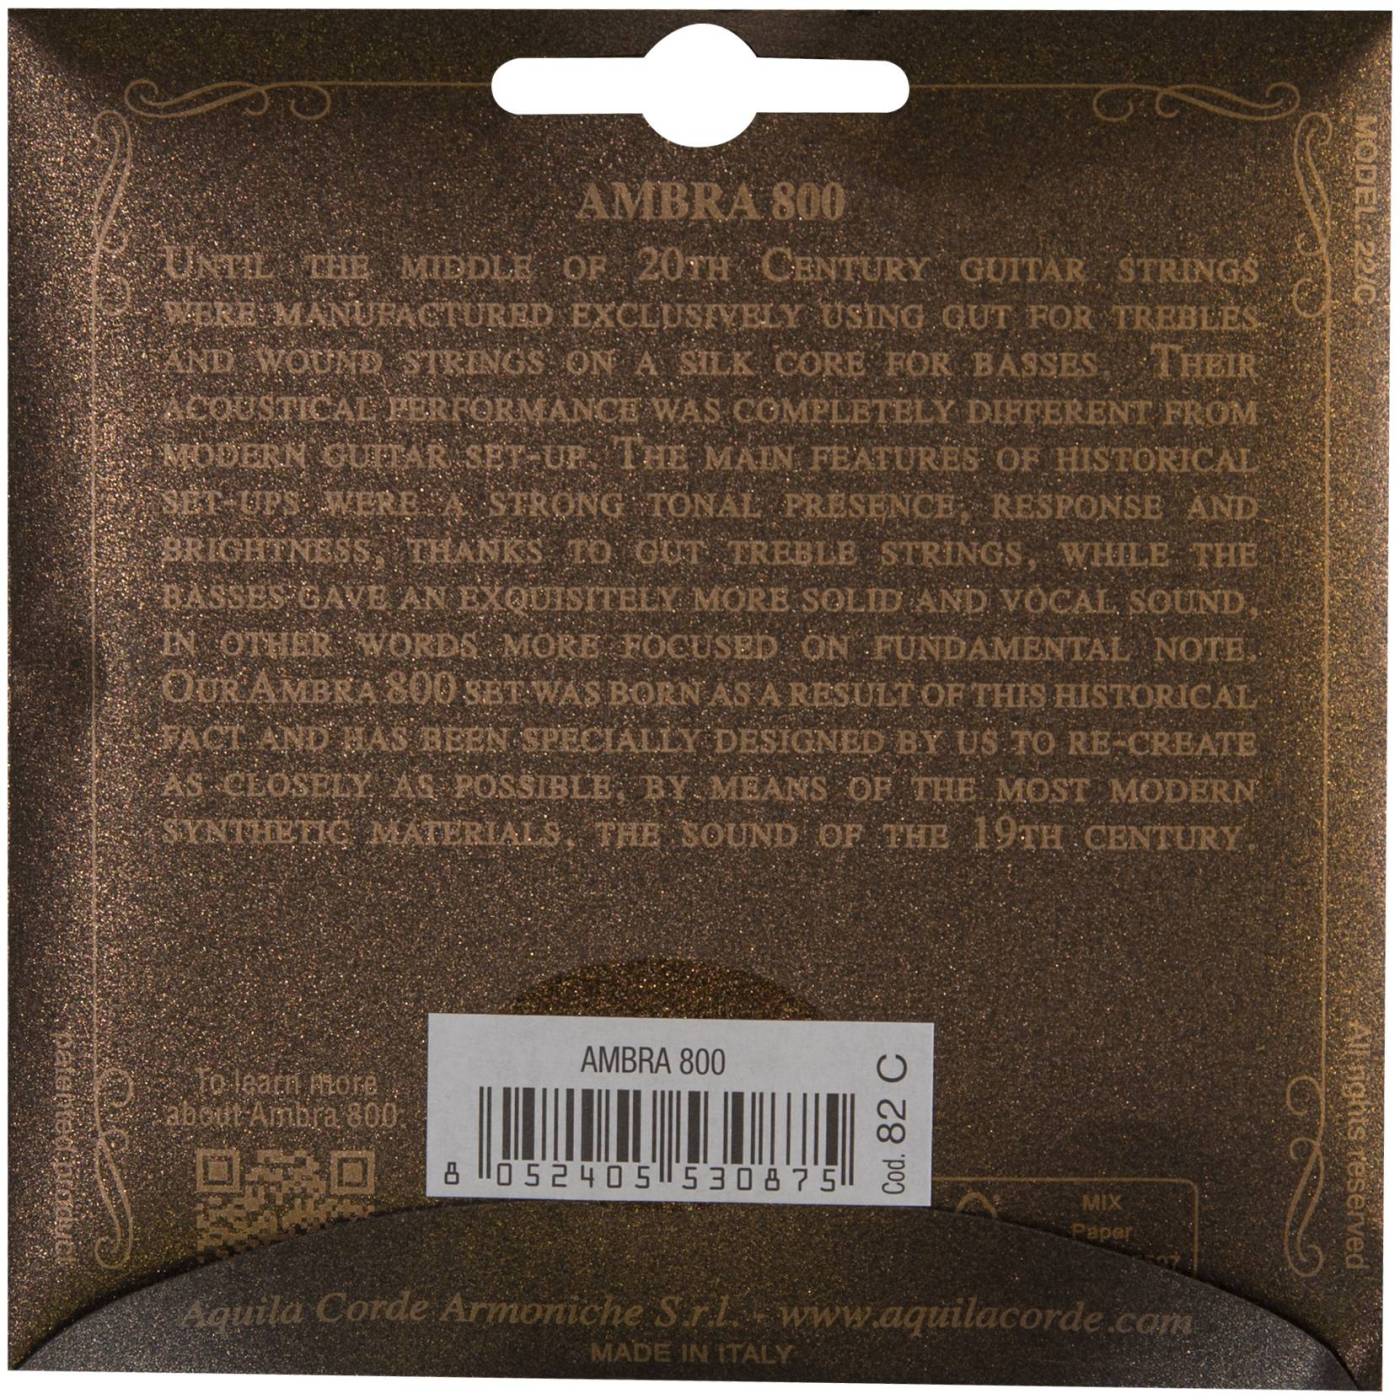 AMBRA 800
UNTIL THE MIDDLE OF 20TH CENTURY GUITAR STRINGS
WERE MANUFACTURED EXCLUSIVELY USING GUT FOR TREBLES
AND WOUND STRINGS ON A SILK CORE FOR BASSES. THEIR
ACOUSTICAL PERFORMANCE WAS COMPLETELY DIFFERENT FROM
MODERN GUITAR SET-UP. THE MAIN FEATURES OF HISTORICAL
SET-UPS WERE A STRONG TONAL PRESENCE, RESPONSE AND
BRIGHTNESS, THANKS TO GUT TREBLE STRINGS, WHILE THE
BASSES GAVE AN EXQUISITELY MORE SOLID AND VOCAL SOUND,
IN OTHER WORDS MORE FOCUSED ON FUNDAMENTAL NOTE.
OUR AMBRA 800 SET WAS BORN AS A RESULT OF THIS HISTORICAL
FACT AND HAS BEEN SPECIALLY DESIGNED BY US TO RE-CREATE
AS CLOSELY AS POSSIBLE, BY MEANS OF THE MOST MODERN
SYNTHETIC MATERIALS, THE SOUND OF THE 19TH CENTURY.
MODEL: 22/C
All rights reserved
patented product
To learn more
about Ambra 800:
AMBRA 800
8 052405 530875
Cod. 82 C
MIX
Paper
Aquila Corde Armoniche S.r.l. - www.aquilacorde.com
MADE IN ITALY